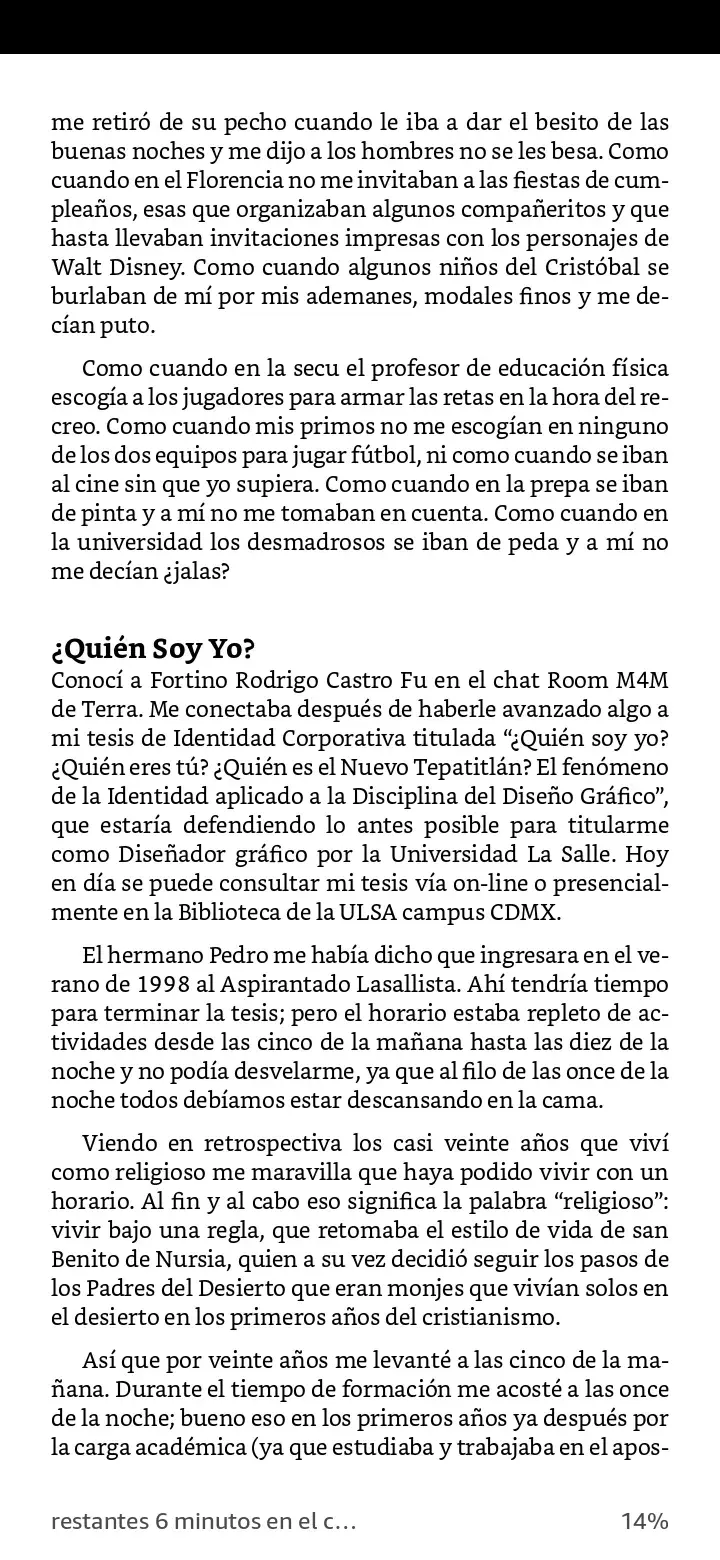 me retiró de su pecho cuando le iba a dar el besito de las
buenas noches y me dijo a los hombres no se les besa. Como
cuando en el Florencia no me invitaban a las fiestas de cum-
pleaños, esas que organizaban algunos compañeritos y que
hasta llevaban invitaciones impresas con los personajes de
Walt Disney. Como cuando algunos niños del Cristóbal se
burlaban de mí por mis ademanes, modales finos y me de-
cían puto.
Como cuando en la secu el profesor de educación física
escogía a los jugadores para armar las retas en la hora del re-
creo. Como cuando mis primos no me escogían en ninguno
de los dos equipos para jugar fútbol, ni como cuando se iban
al cine sin que yo supiera. Como cuando en la prepa se iban
de pinta y a mí no me tomaban en cuenta. Como cuando en
la universidad los desmadrosos se iban de peda y a mí no
me decían ¿jalas?
¿Quién Soy Yo?
Conocí a Fortino Rodrigo Castro Fu en el chat Room M4M
de Terra. Me conectaba después de haberle avanzado algo a
mi tesis de Identidad Corporativa titulada “¿Quién soy yo?
¿Quién eres tú? ¿Quién es el Nuevo Tepatitlán? El fenómeno
de la Identidad aplicado a la Disciplina del Diseño Gráfico”,
que estaría defendiendo lo antes posible para titularme
como Diseñador gráfico por la Universidad La Salle. Hoy
en día se puede consultar mi tesis vía on-line o presencial-
mente en la Biblioteca de la ULSA campus CDMX.
El hermano Pedro me había dicho que ingresara en el ve-
rano de 1998 al Aspirantado Lasallista. Ahí tendría tiempo
para terminar la tesis; pero el horario estaba repleto de ac-
tividades desde las cinco de la mañana hasta las diez de la
noche y no podía desvelarme, ya que al filo de las once de la
noche todos debíamos estar descansando en la cama.
Viendo en retrospectiva los casi veinte años que viví
como religioso me maravilla que haya podido vivir con un
horario. Al fin y al cabo eso significa la palabra “religioso”:
vivir bajo una regla, que retomaba el estilo de vida de san
Benito de Nursia, quien a su vez decidió seguir los pasos de
los Padres del Desierto que eran monjes que vivían solos en
el desierto en los primeros años del cristianismo.
Así que por veinte años me levanté a las cinco de la ma-
ñana. Durante el tiempo de formación me acosté a las once
de la noche; bueno eso en los primeros años ya después por
la carga académica (ya que estudiaba y trabajaba en el apos-
restantes 6 minutos en el c... 14%